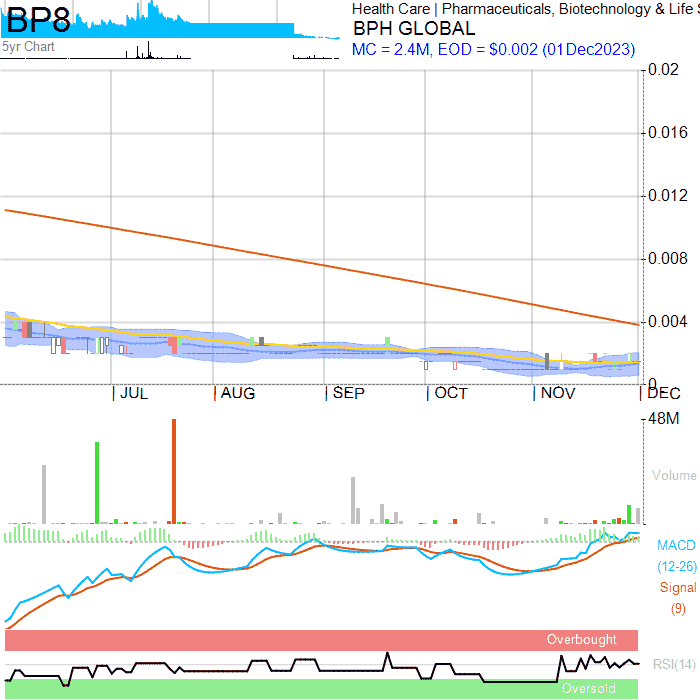 BP8
Health Care | Pharmaceuticals, Biotechnology & Life
BPH GLOBAL
5yr Chart
MC = 2.4M, EOD = $0.002 (01Dec2023)
0.02
0.016
0.012
0.008
0.004
0
JUL
AUG
SEP
OCT
NOV
DEC
48M
Volume
MACD
(12-26)
Signal
(9)
Overbought
RSI(14)
Oversold